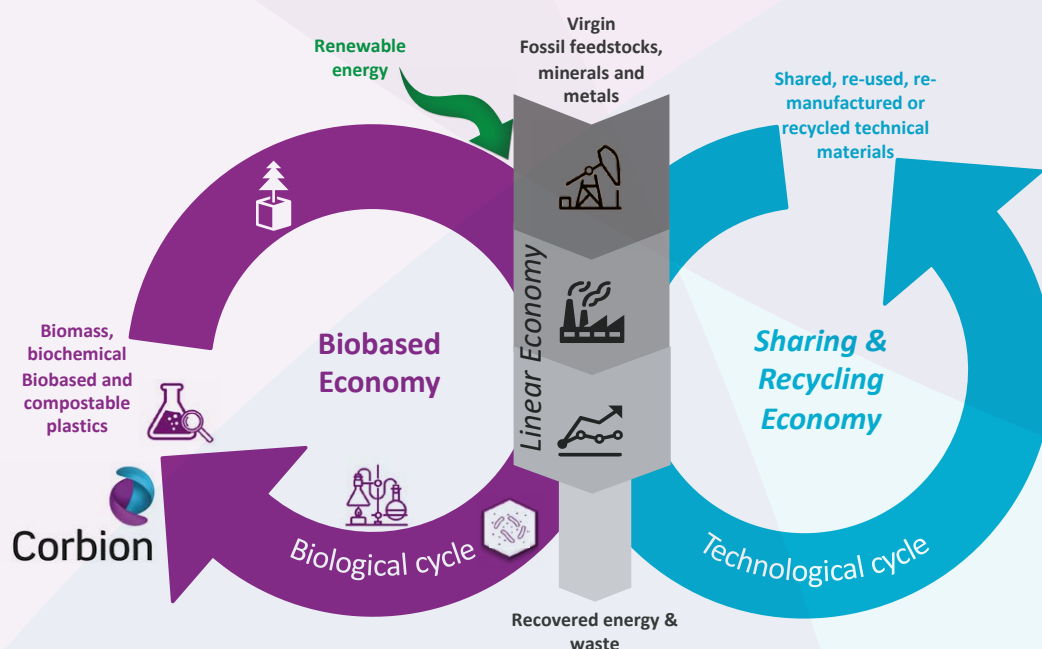 Virgin
Fossil feedstocks,
minerals and
metals
Renewable
energy
Shared, re-used, re-
manufactured or
recycled technical
materials
Linear Economy
Biomass,
biochemical
Biobased and
compostable
plastics
Biobased
Economy
Sharing &
Recycling
Economy
Corbion
Biological cycle
Technological cycle
Recovered energy &
waste